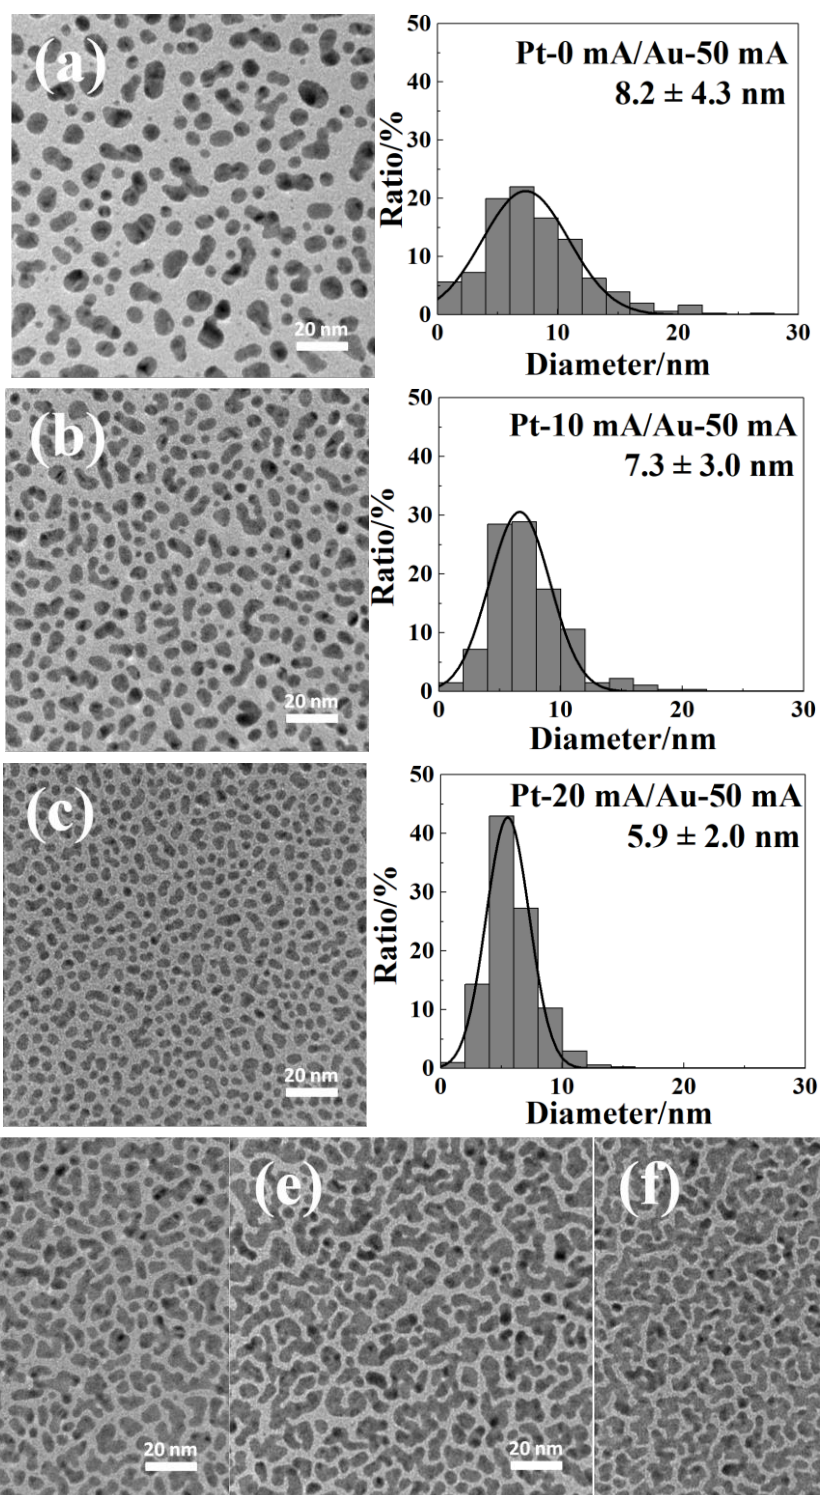 (a)
20 nm
Pt-0 mA/Au-50 mA
8.2 ± 4.3 nm
Ratio/%
50
40
30
20
10
0
0 10 20 30
Diameter/nm
(b)
20 nm
Pt-10 mA/Au-50 mA
7.3 ± 3.0 nm
Ratio/%
50
40
30
20
10
0
0 10 20 30
Diameter/nm
(c)
20 nm
Pt-20 mA/Au-50 mA
5.9 ± 2.0 nm
Ratio/%
50
40
30
20
10
0
0 10 20 30
Diameter/nm
20 nm
(e)
20 nm
(f)